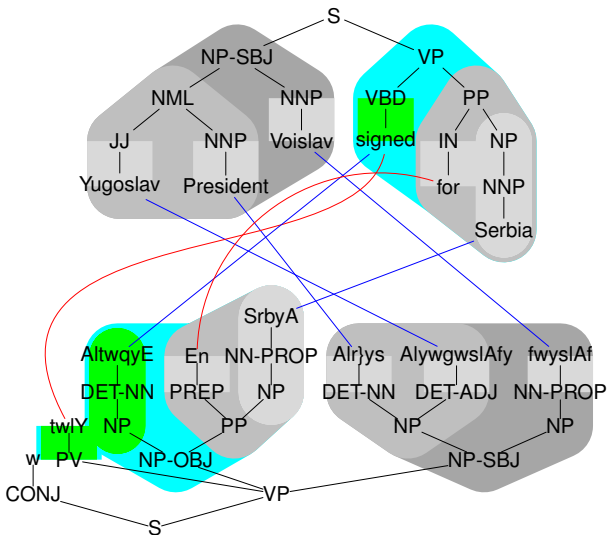 S
NP-SBJ VP
NML NNP VBD PP
JJ NNP Voislav signed IN NP
Yugoslav President for NNP
Serbia
SrbyA
AltwqyE En NN-PROP Alr}ys AlywgwslAfy fwyslAf
DET-NN PREP NP DET-NN DET-ADJ NN-PROP
twlY NP PP NP NP
w PV NP-OBJ NP-SBJ
CONJ VP
S